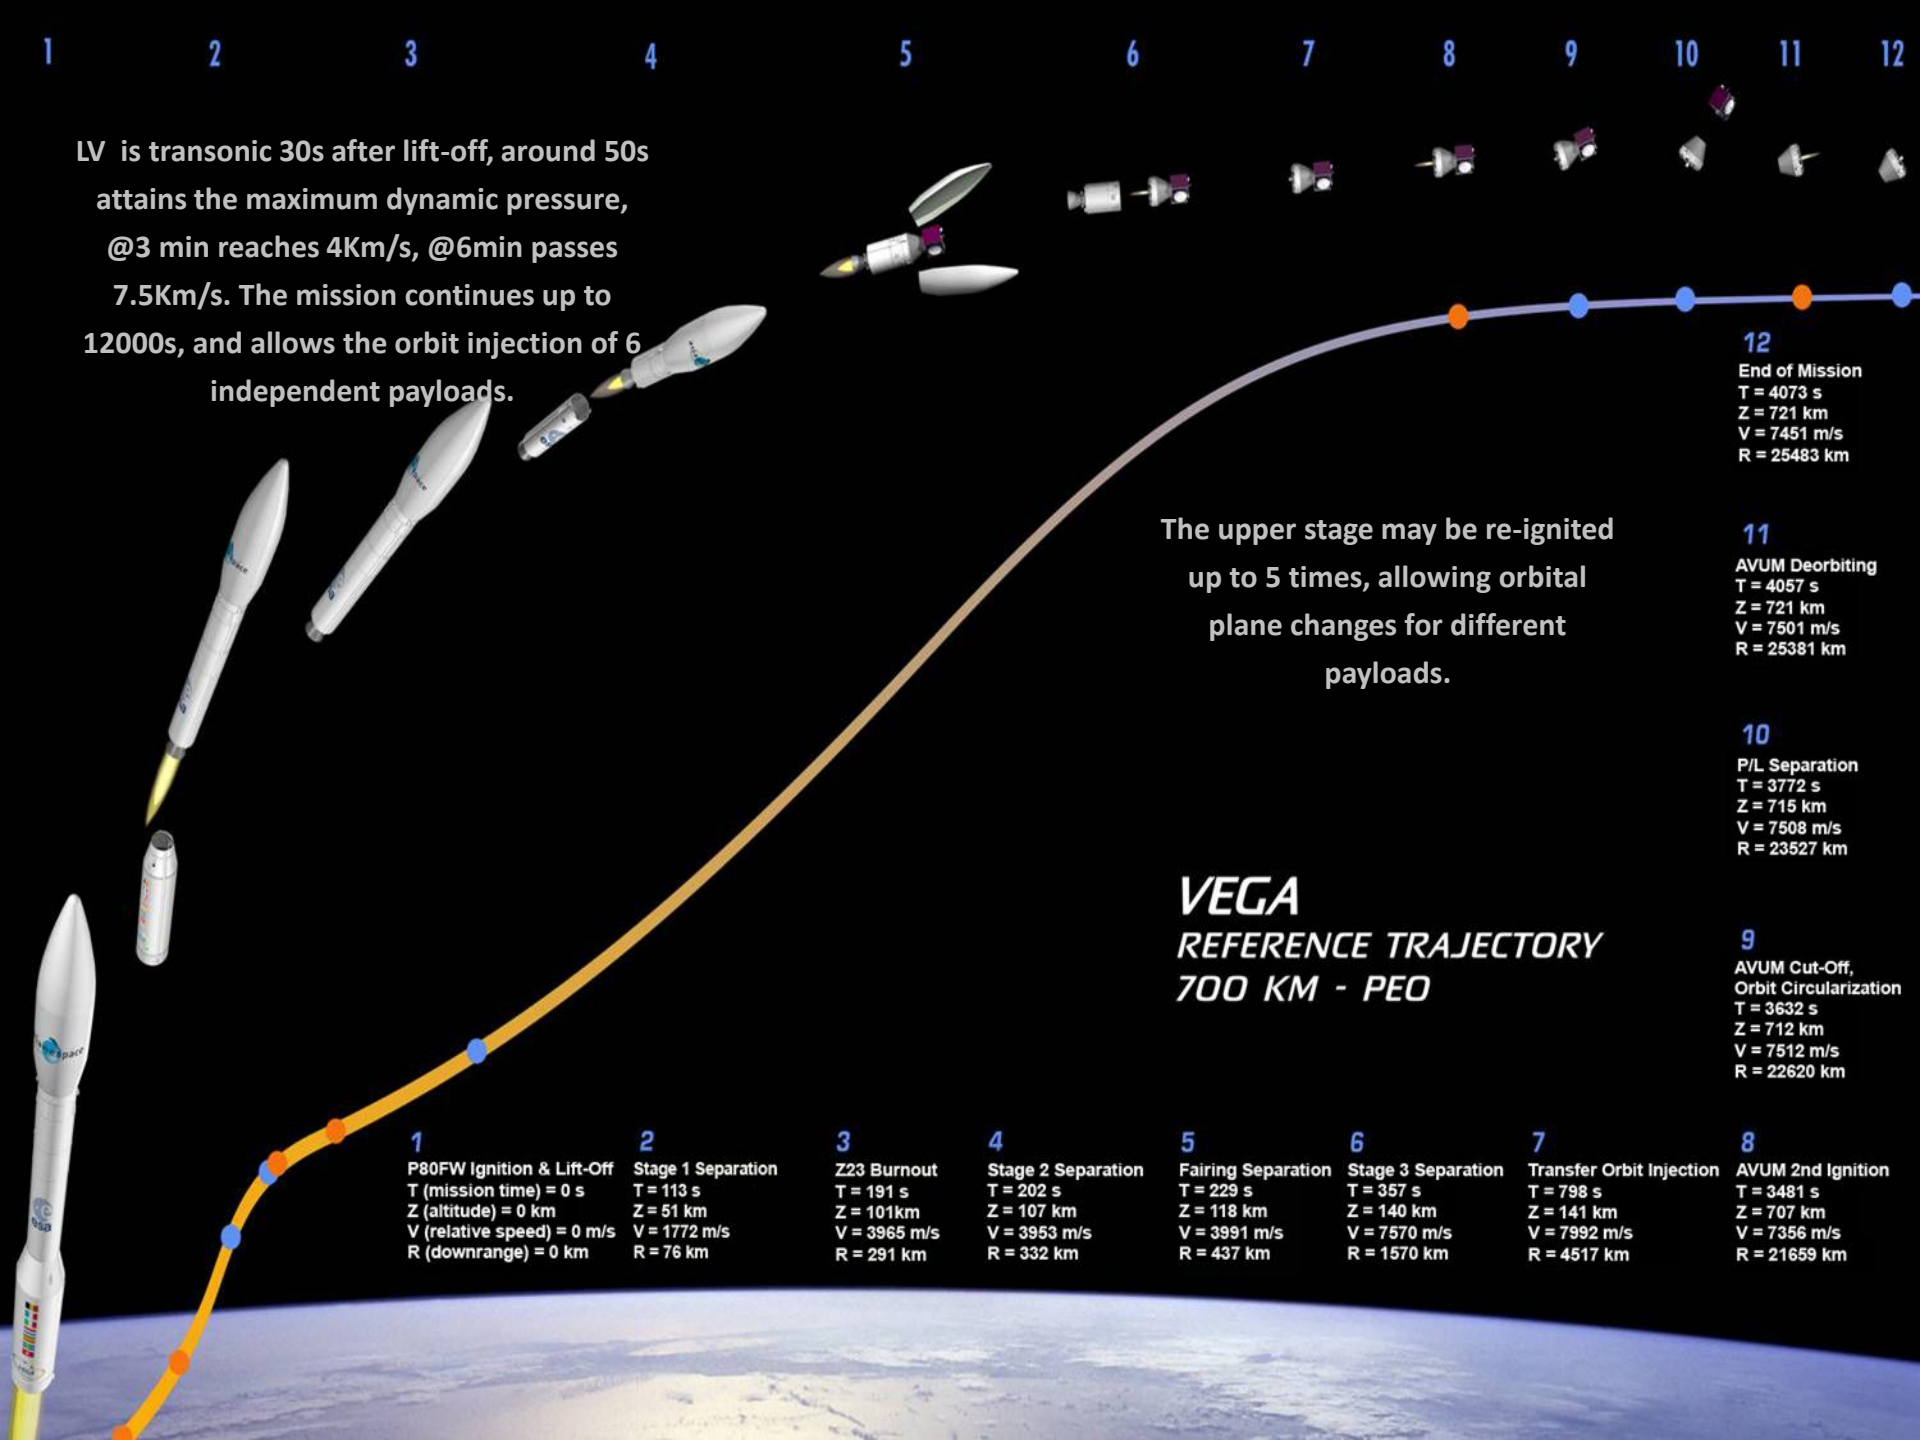 1 2 3 4 5 6 7 8 9 10 11 12
LV is transonic 30s after lift-off, around 50s
attains the maximum dynamic pressure,
@3 min reaches 4Km/s, @6min passes
7.5Km/s. The mission continues up to
12000s, and allows the orbit injection of 6
independent payloads.
The upper stage may be re-ignited
up to 5 times, allowing orbital
plane changes for different
payloads.
VEGA
REFERENCE TRAJECTORY
700 KM - PEO
1
P80FW Ignition & Lift-Off
T (mission time) = 0 s
Z (altitude) = 0 km
V (relative speed) = 0 m/s
R (downrange) = 0 km
2
Stage 1 Separation
T = 113 s
Z = 51 km
V = 1772 m/s
R = 76 km
3
Z23 Burnout
T = 191 s
Z = 101km
V = 3965 m/s
R = 291 km
4
Stage 2 Separation
T = 202 s
Z = 107 km
V = 3953 m/s
R = 332 km
5
Fairing Separation
T = 229 s
Z = 118 km
V = 3991 m/s
R = 437 km
6
Stage 3 Separation
T = 357 s
Z = 140 km
V = 7570 m/s
R = 1570 km
7
Transfer Orbit Injection
T = 798 s
Z = 141 km
V = 7992 m/s
R = 4517 km
8
AVUM 2nd Ignition
T = 3481 s
Z = 707 km
V = 7356 m/s
R = 21659 km
9
AVUM Cut-Off,
Orbit Circularization
T = 3632 s
Z = 712 km
V = 7512 m/s
R = 22620 km
10
P/L Separation
T = 3772 s
Z = 715 km
V = 7508 m/s
R = 23527 km
11
AVUM Deorbiting
T = 4057 s
Z = 721 km
V = 7501 m/s
R = 25381 km
12
End of Mission
T = 4073 s
Z = 721 km
V = 7451 m/s
R = 25483 km
esa